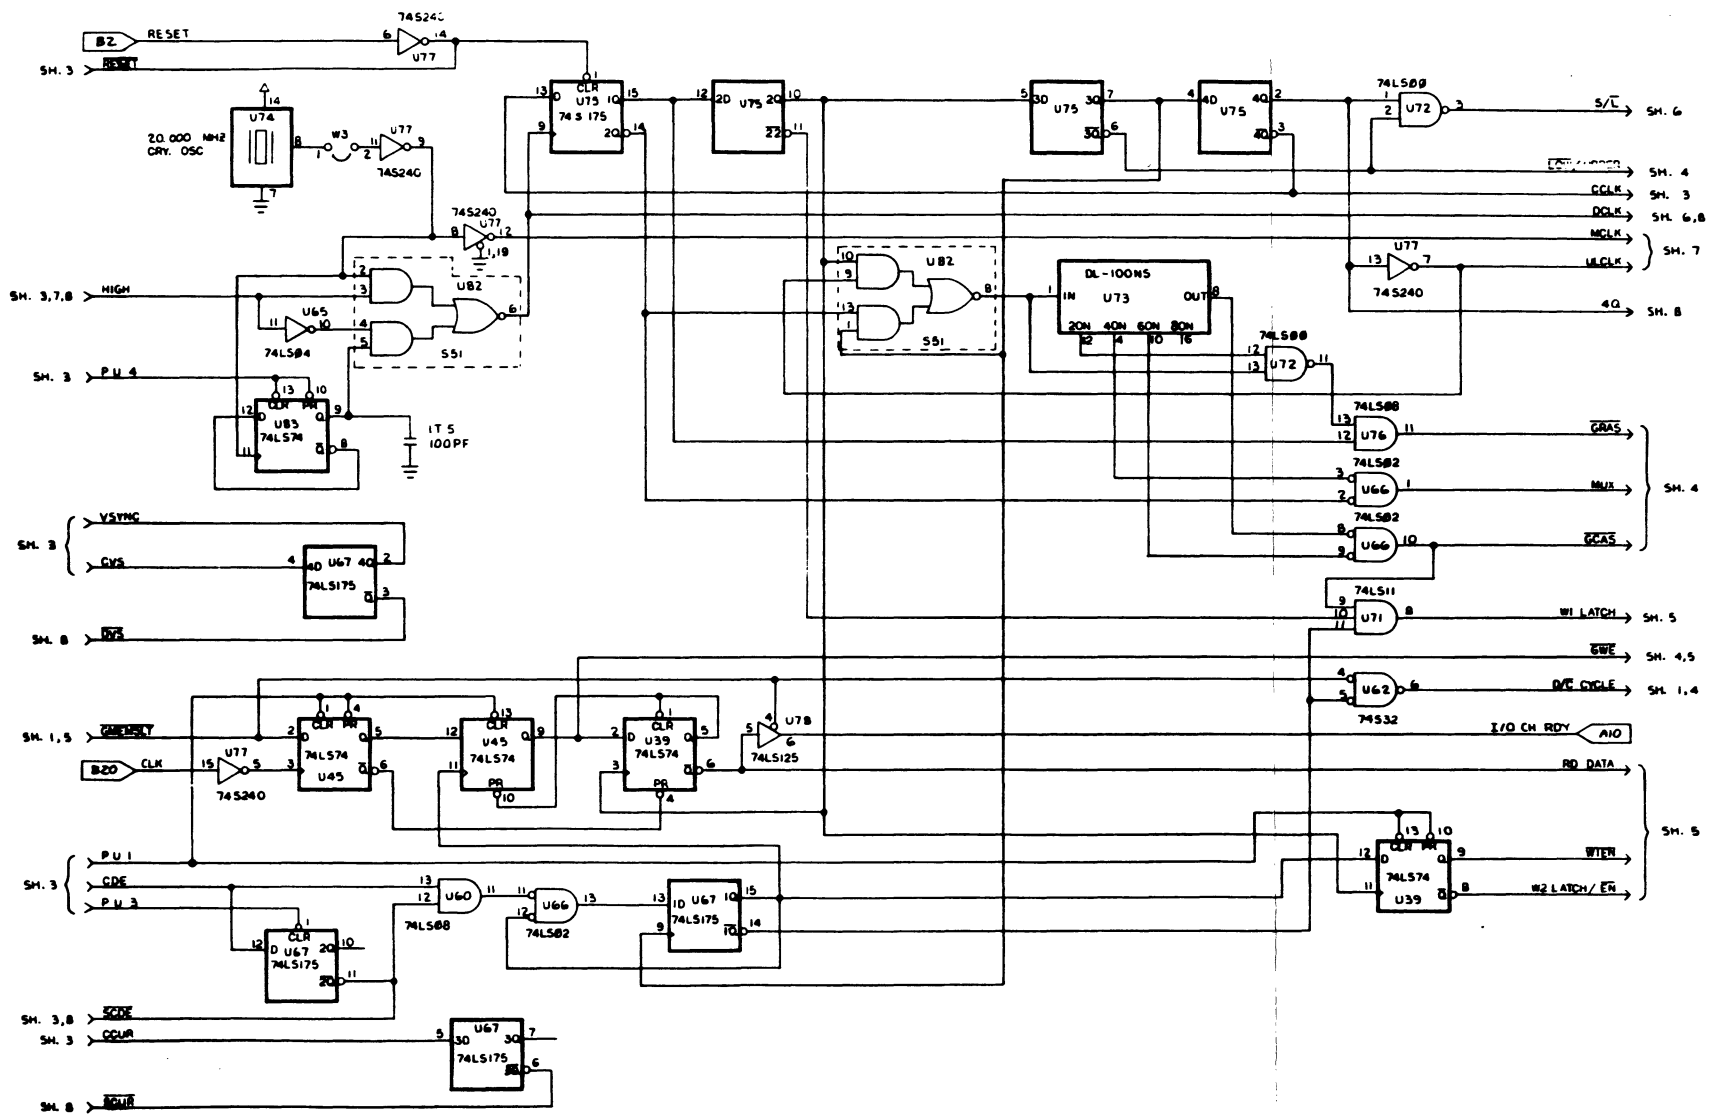 74S240
B2 RESET 6 14
U77
SH. 3 RESET
14
U74
20.000 MHZ
CRY. OSC
8 1 W3 2 11 U77 9
74S240
7
1
13 D CLR 1Q 15
U75
74S175
9 2Q 14
12 2D U75 2Q 10
11
5 3D 3Q 7
U75
3Q 6
4 4D 4Q 2
U75
4Q 3
74LS00
1
2 U72 3
S/L SH. 6
SH. 4
CCLK SH. 3
DCLK SH. 6,8
MCLK
SH. 7
ULCLK
4Q SH. 8
74S240
U77
8 12
1,19
U77
13 7
74S240
SH. 3,7,8 HIGH
2
3
U82
6
4
5
S51
U65
11 10
74LS04
10
9
U82
8
13
1
S51
DL-100NS
1 IN U73 OUT 8
20N 40N 60N 80N
12 4 10 6
74LS00
12
13 U72 11
SH. 3 PU4
13 10
CLR PR
12 D Q 9
U83
74LS74
11 Q 8
1T5
100PF
74LS08
13
12 U76 11
GRAS
74LS02
3
2 U66 1
MUX SH. 4
74LS02
8
9 U66 10
GCAS
SH. 3 VSYNC
CVS
4 4D U67 4Q 2
74LS175
Q 3
SH. 8 DVS
74LS11
9
10
11 U71 8
W1 LATCH SH. 5
GWE SH. 4,5
4
5 U62 6
74S32
D/C CYCLE SH. 1,4
SH. 1,5 GMEMSLT
1 4
CLR PR
2 D Q 5
74LS74
3 U45 Q 6
13
CLR
12 U45 Q 9
74LS74
11
PR
10
1
CLR
2 D U39 Q 5
74LS74
3 Q 6
PR
4
4 U78
5 6
74LS125
I/O CH RDY A10
B20 CLK 15 U77 5
74S240
RD DATA
SH. 5
SH. 3 PU1
CDE
PU3
1
CLR
12 D U67 2Q 10
74LS175
2Q 11
13
12 U60 11
74LS08
11
12 U66 13
74LS02
13 1D U67 1Q 15
74LS175
9 1Q 14
13 10
CLR PR
12 D Q 9
74LS74
11 U39 Q 8
WTEN
W2 LATCH/EN
SH. 3,8 SCDE
SH. 3 CCUR
5 3D U67 3Q 7
74LS175
6
SH. 8